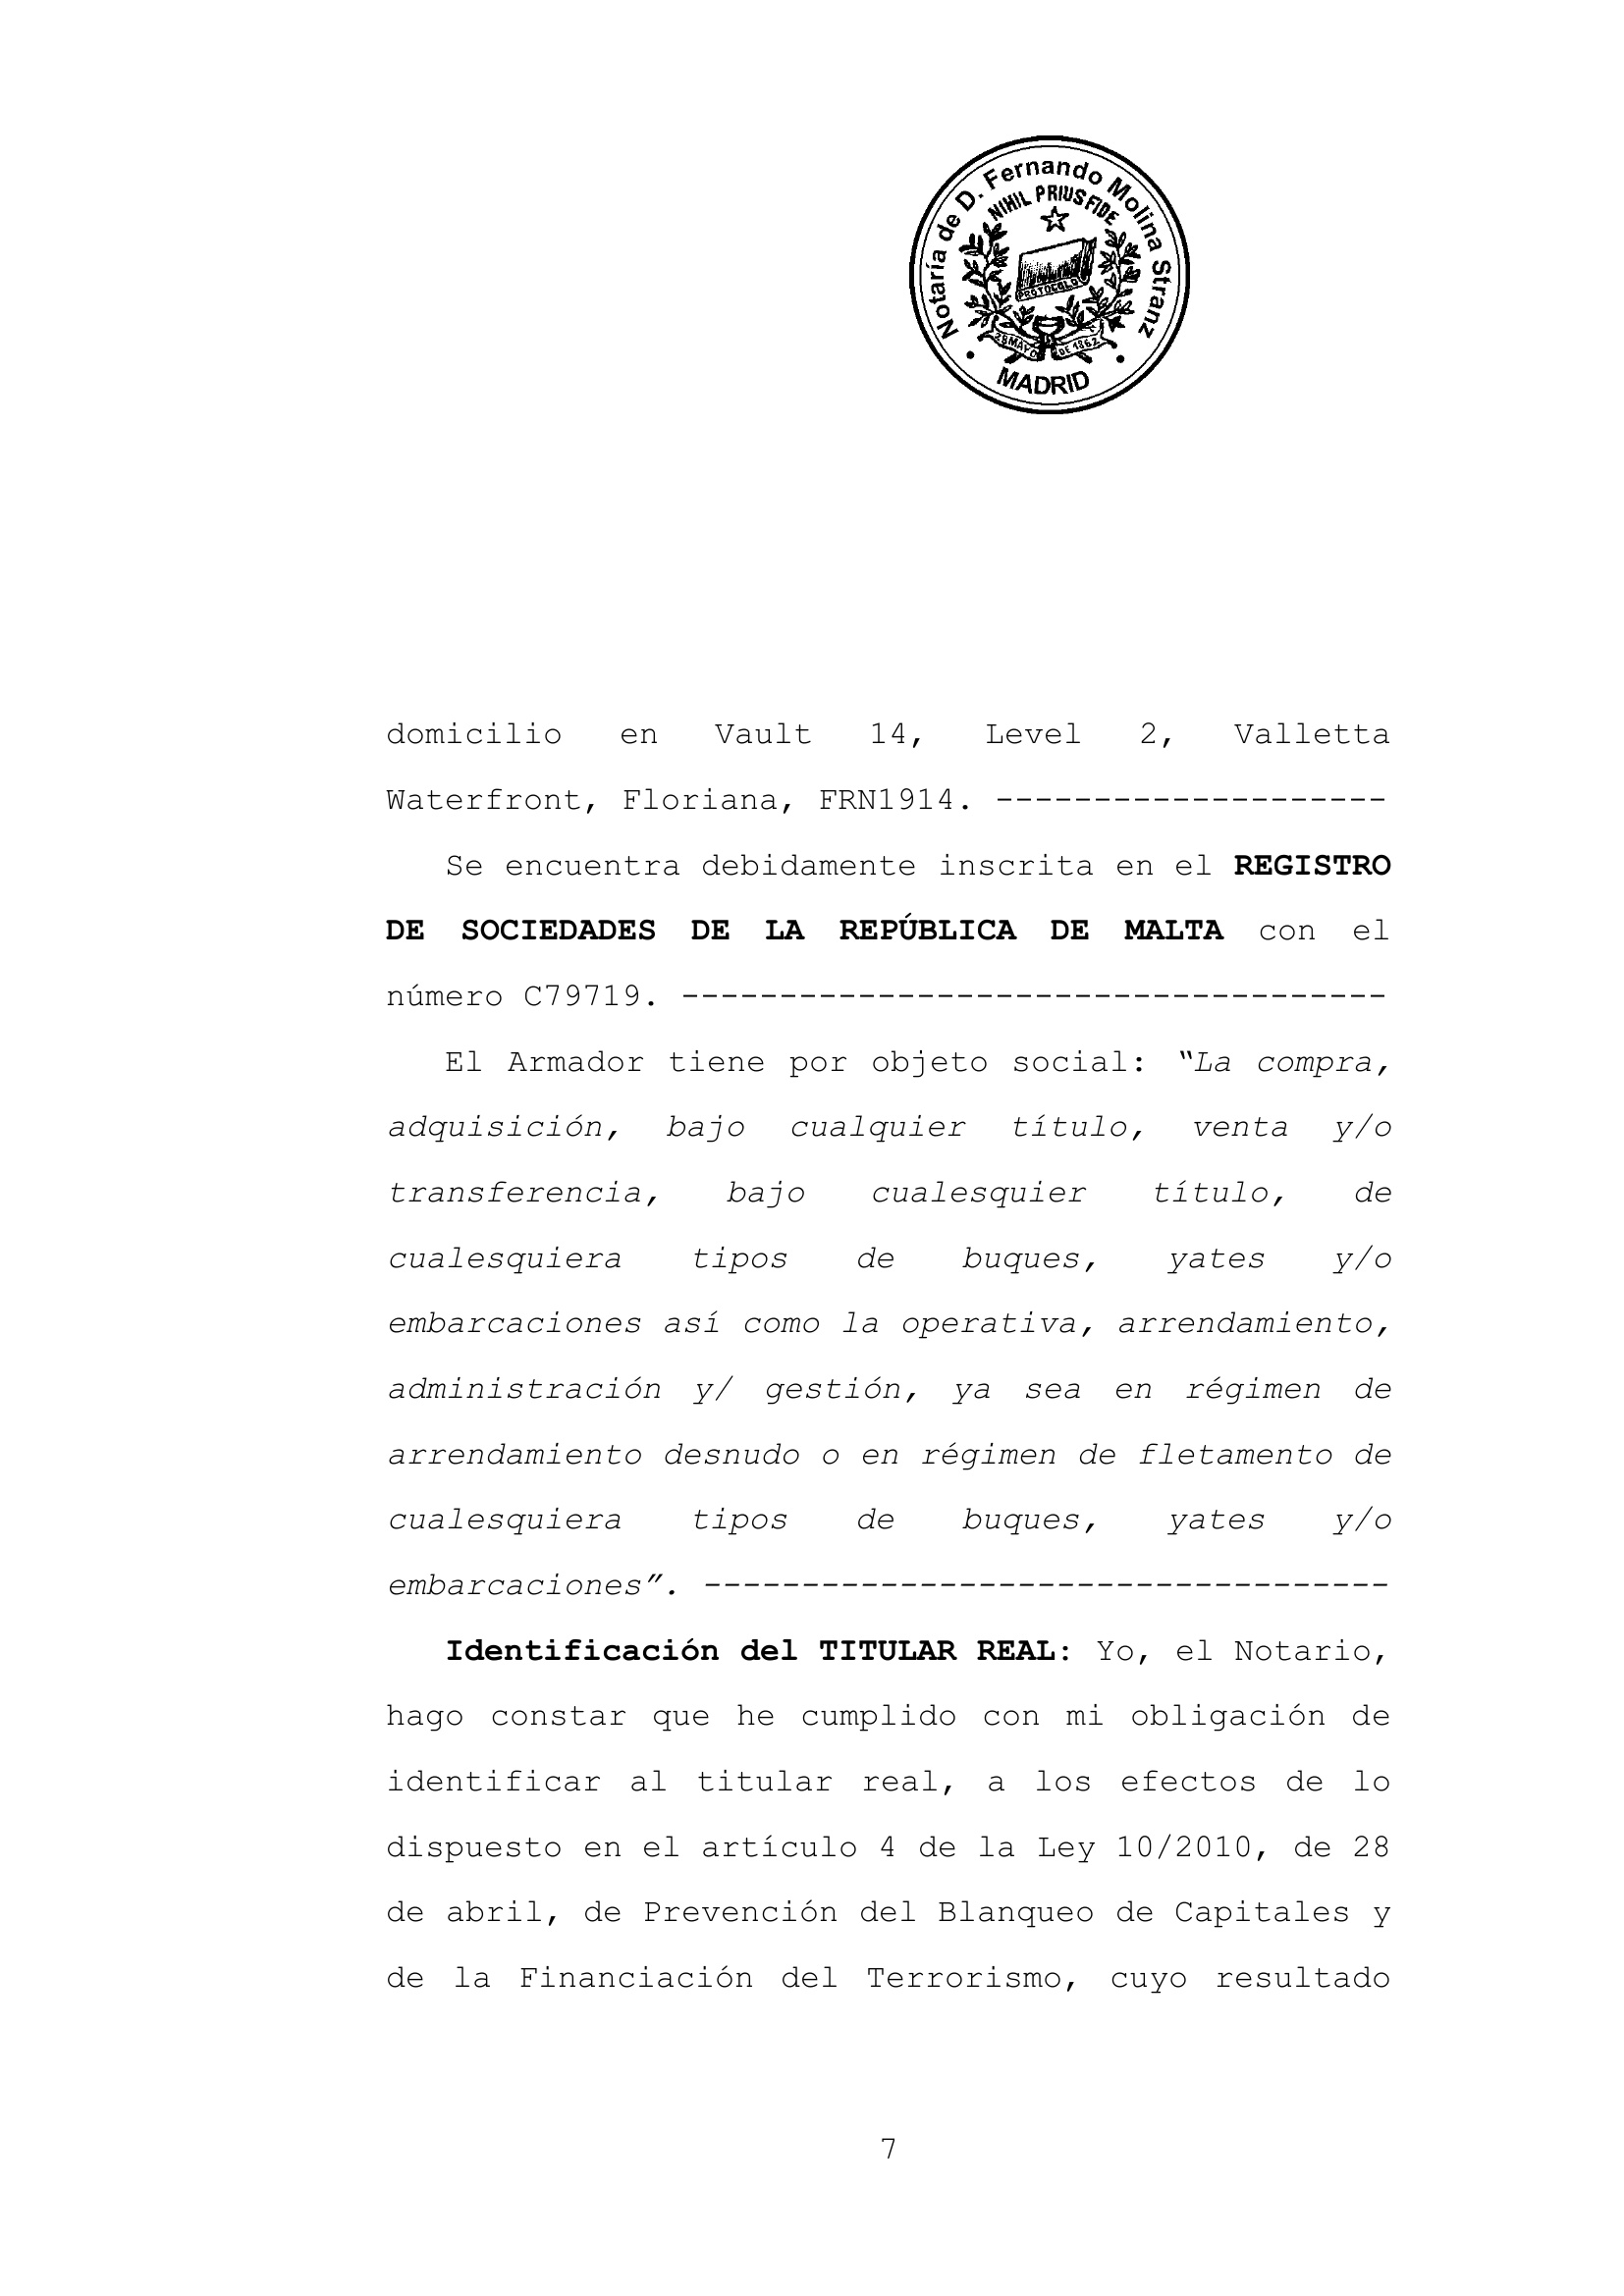 Notaría de D. Fernando Molina Stranz
NIHIL PRIUS FIDE
PROTOCOLO
28 MAYO DE 1862
MADRID
domicilio en Vault 14, Level 2, Valletta
Waterfront, Floriana, FRN1914. --------------------
Se encuentra debidamente inscrita en el REGISTRO
DE SOCIEDADES DE LA REPÚBLICA DE MALTA con el
número C79719. ------------------------------------
El Armador tiene por objeto social: “La compra,
adquisición, bajo cualquier título, venta y/o
transferencia, bajo cualesquier título, de
cualesquiera tipos de buques, yates y/o
embarcaciones así como la operativa, arrendamiento,
administración y/ gestión, ya sea en régimen de
arrendamiento desnudo o en régimen de fletamento de
cualesquiera tipos de buques, yates y/o
embarcaciones”. -----------------------------------
Identificación del TITULAR REAL: Yo, el Notario,
hago constar que he cumplido con mi obligación de
identificar al titular real, a los efectos de lo
dispuesto en el artículo 4 de la Ley 10/2010, de 28
de abril, de Prevención del Blanqueo de Capitales y
de la Financiación del Terrorismo, cuyo resultado
7